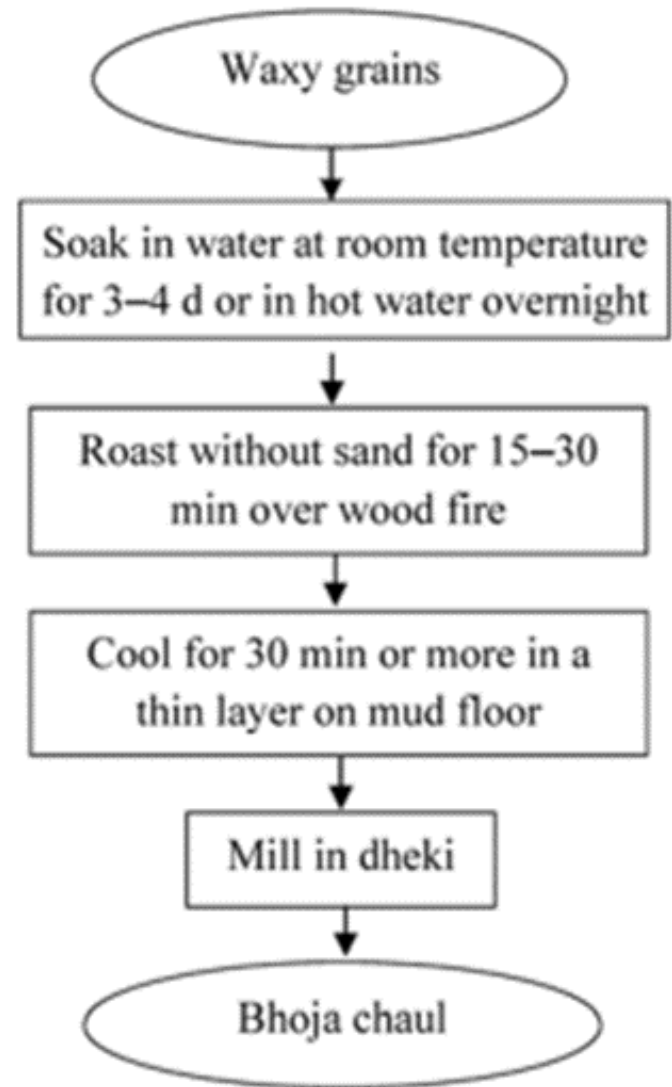 Waxy grains
Soak in water at room temperature
for 3–4 d or in hot water overnight
Roast without sand for 15–30
min over wood fire
Cool for 30 min or more in a
thin layer on mud floor
Mill in dheki
Bhoja chaul